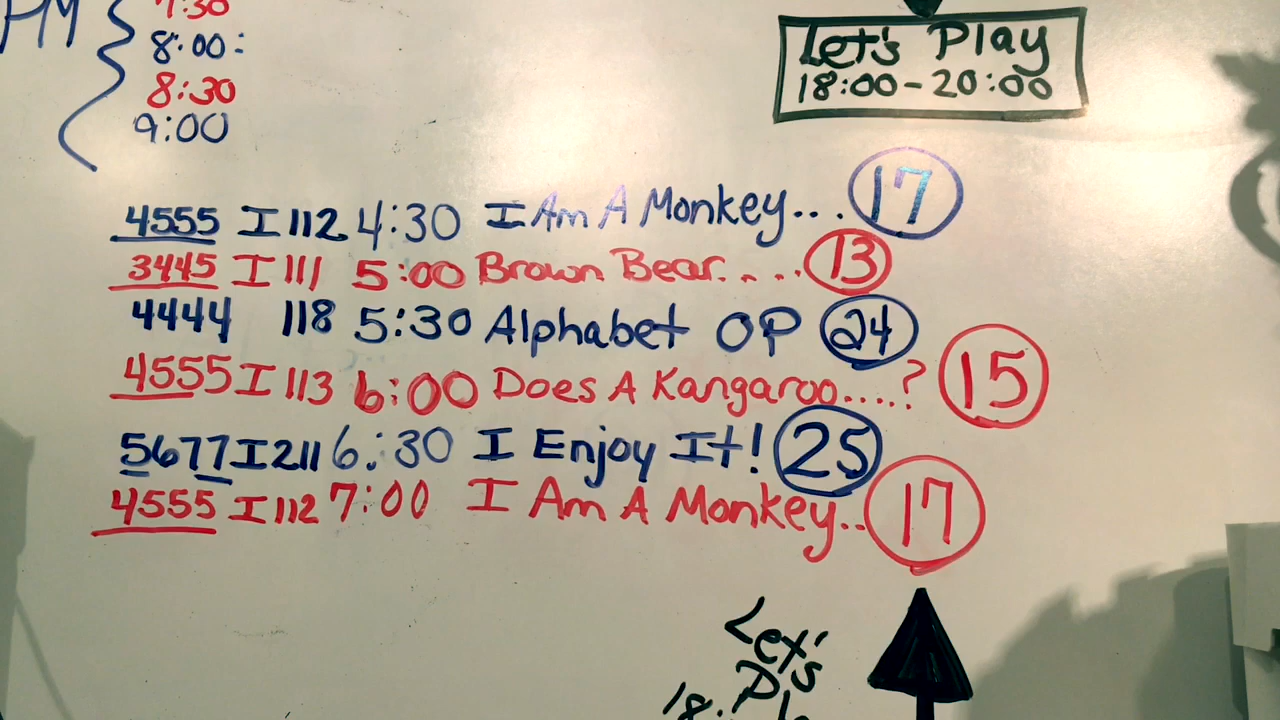 PM
7:30
8:00:
8:30
9:00
Let's Play
18:00-20:00
4555 I 112 4:30 I Am A Monkey... 17
3445 I 111 5:00 Brown Bear.... 13
4444 118 5:30 Alphabet OP 24
4555 I 113 6:00 Does A Kangaroo....? 15
5677 I 211 6:30 I Enjoy It! 25
4555 I 112 7:00 I Am A Monkey.. 17
Let's